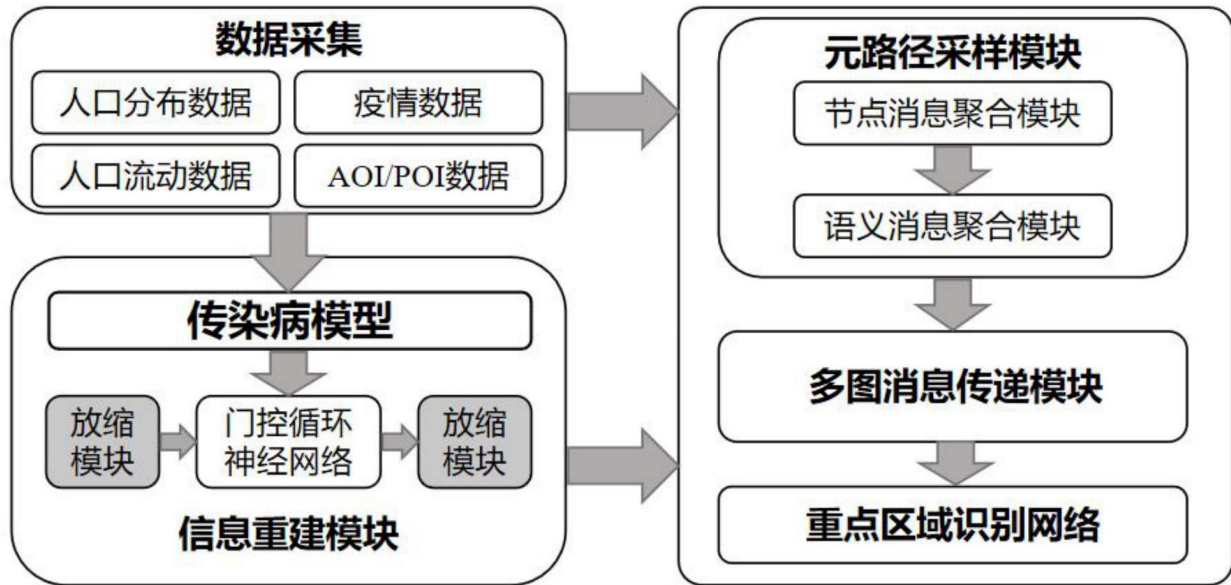 数据采集
人口分布数据
疫情数据
人口流动数据
AOI/POI数据
传染病模型
放缩
模块
门控循环
神经网络
放缩
模块
信息重建模块
元路径采样模块
节点消息聚合模块
语义消息聚合模块
多图消息传递模块
重点区域识别网络